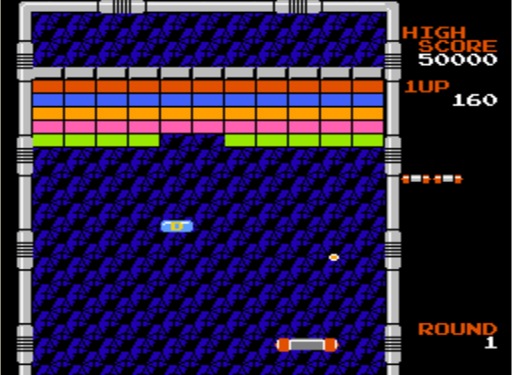 HIGH
SCORE
50000
1UP
160
ROUND
1